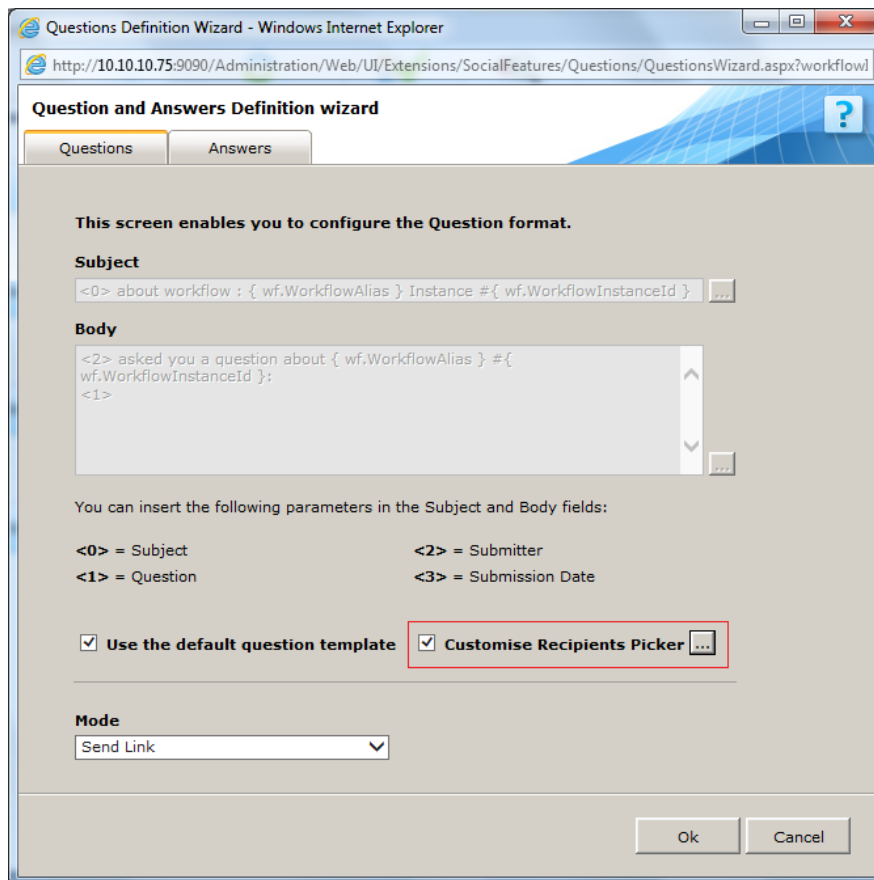 Questions Definition Wizard - Windows Internet Explorer
http://10.10.10.75:9090/Administration/Web/UI/Extensions/SocialFeatures/Questions/QuestionsWizard.aspx?workflowI
Question and Answers Definition wizard
?
Questions Answers
This screen enables you to configure the Question format.
Subject
<0> about workflow : { wf.WorkflowAlias } Instance #{ wf.WorkflowInstanceId }
...
Body
<2> asked you a question about { wf.WorkflowAlias } #{
wf.WorkflowInstanceId }:
<1>
...
You can insert the following parameters in the Subject and Body fields:
<0> = Subject <2> = Submitter
<1> = Question <3> = Submission Date
Use the default question template Customise Recipients Picker ...
Mode
Send Link
Ok Cancel